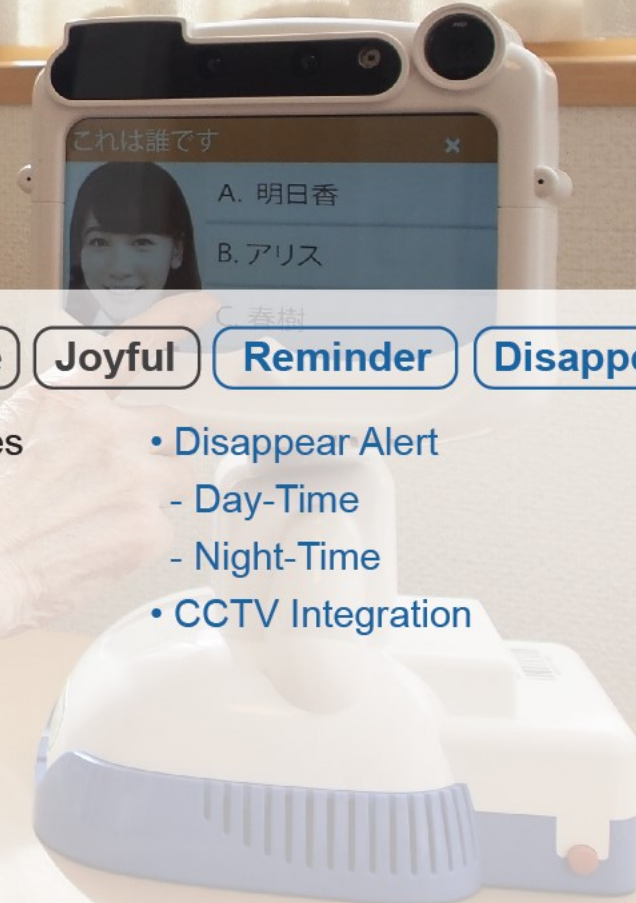 これは誰です ×
A. 明日香
B. アリス
C. 春樹
Joyful Reminder
• Disappear Alert
- Day-Time
- Night-Time
• CCTV Integration